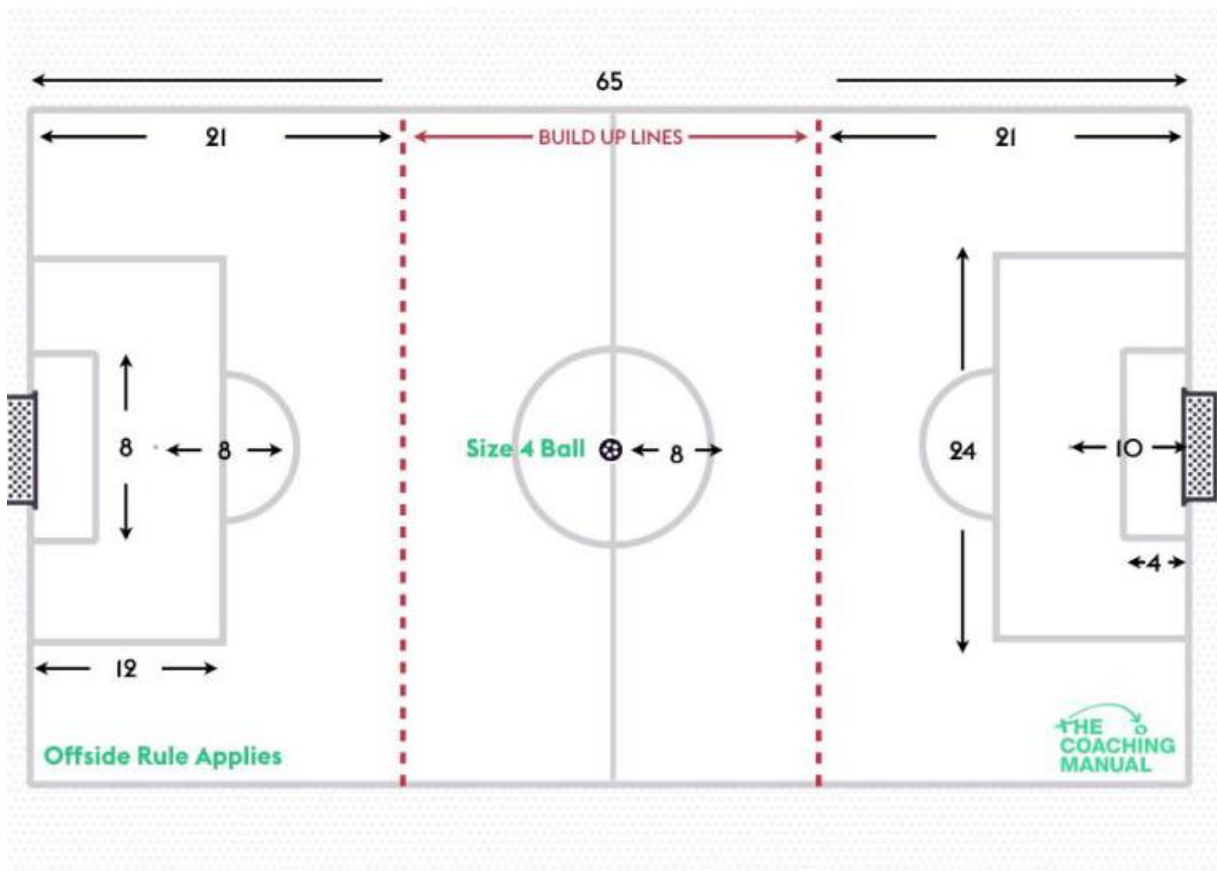 65
21
BUILD UP LINES
21
8
8
Size 4 Ball
8
24
10
4
12
Offside Rule Applies
THE
COACHING
MANUAL